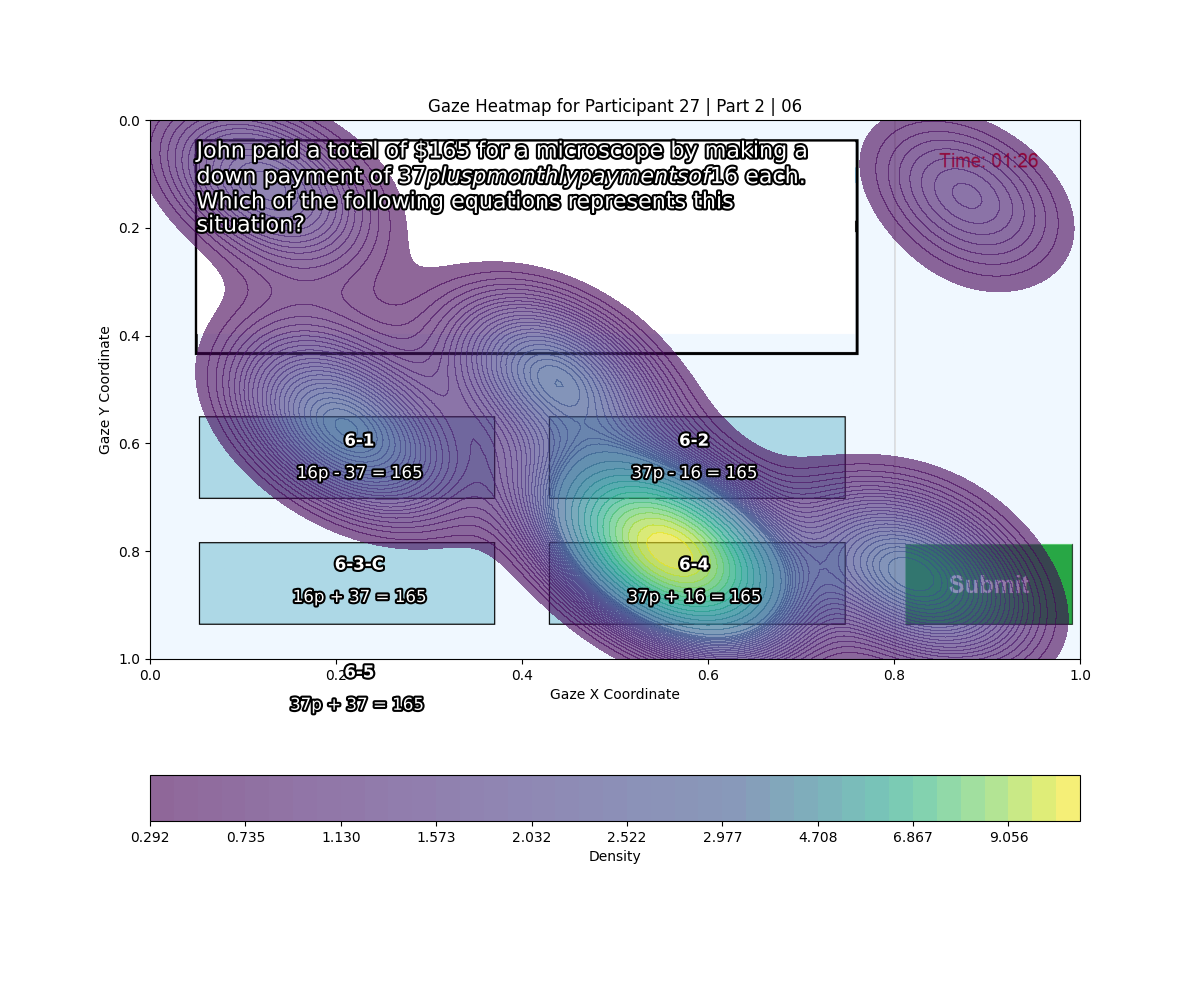 Gaze Heatmap for Participant 27 | Part 2 | 06
John paid a total of $165 for a microscope by making a
down payment of 37pluspmonthlypaymentsof16 each.
Which of the following equations represents this
situation?
Time: 01:26
6-1
16p - 37 = 165
6-2
37p - 16 = 165
6-3-C
16p + 37 = 165
6-4
37p + 16 = 165
Submit
6-5
37p + 37 = 165
Gaze Y Coordinate
0.0
0.2
0.4
0.6
0.8
1.0
0.0 0.2 0.4 0.6 0.8 1.0
Gaze X Coordinate
0.292 0.735 1.130 1.573 2.032 2.522 2.977 4.708 6.867 9.056
Density